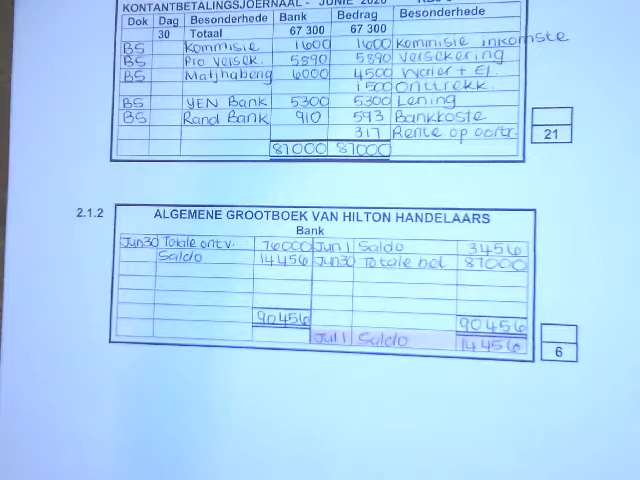 KONTANTBETALINGSJOERNAAL - JUNIE 2020
Dok Dag Besonderhede Bank Bedrag Besonderhede
30 Totaal 67 300 67 300
BS Kommisie 1600 1600 Kommisie inkomste
BS Pro versek. 5890 5890 Versekering
BS Matjhabeng 6000 4500 Water + El.
1500 Onttrekk.
BS YEN Bank 5300 5300 Lening
BS Rand Bank 910 593 Bankkoste
317 Rente op oortr.
87000 87000
21
2.1.2 ALGEMENE GROOTBOEK VAN HILTON HANDELAARS
Bank
Jun 30 Totale ontv. 76000 Jun 1 Saldo 3456
Saldo 14456 Jun 30 Totale bet 87000
90456 90456
Jul 1 Saldo 14456
6